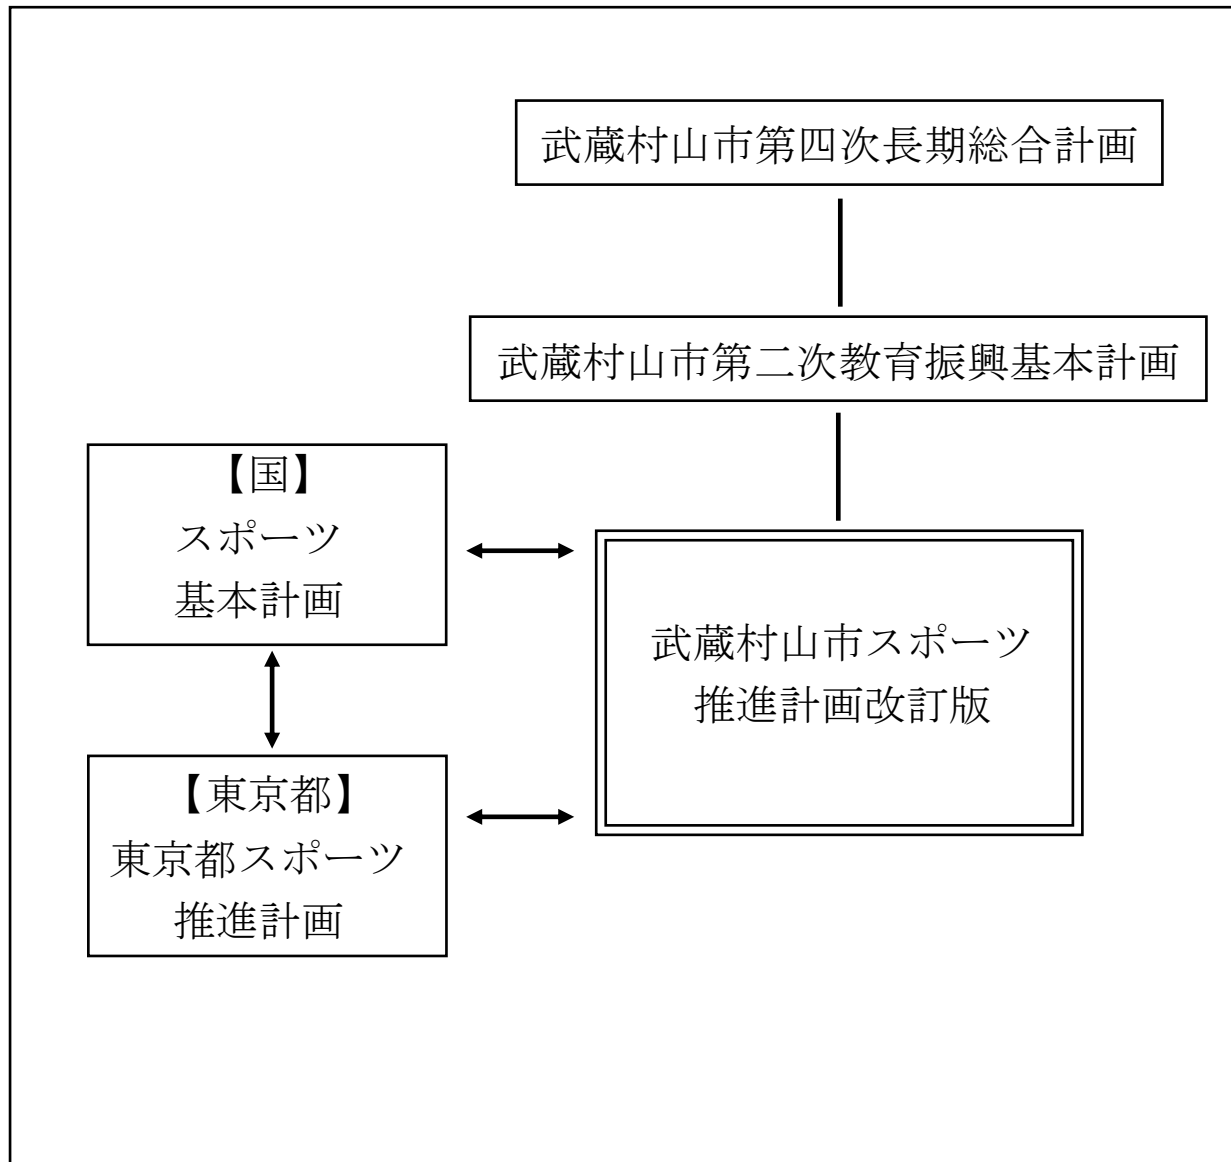 武蔵村山市第四次長期総合計画
武蔵村山市第二次教育振興基本計画
【国】
スポーツ
基本計画
武蔵村山市スポーツ
推進計画改訂版
【東京都】
東京都スポーツ
推進計画